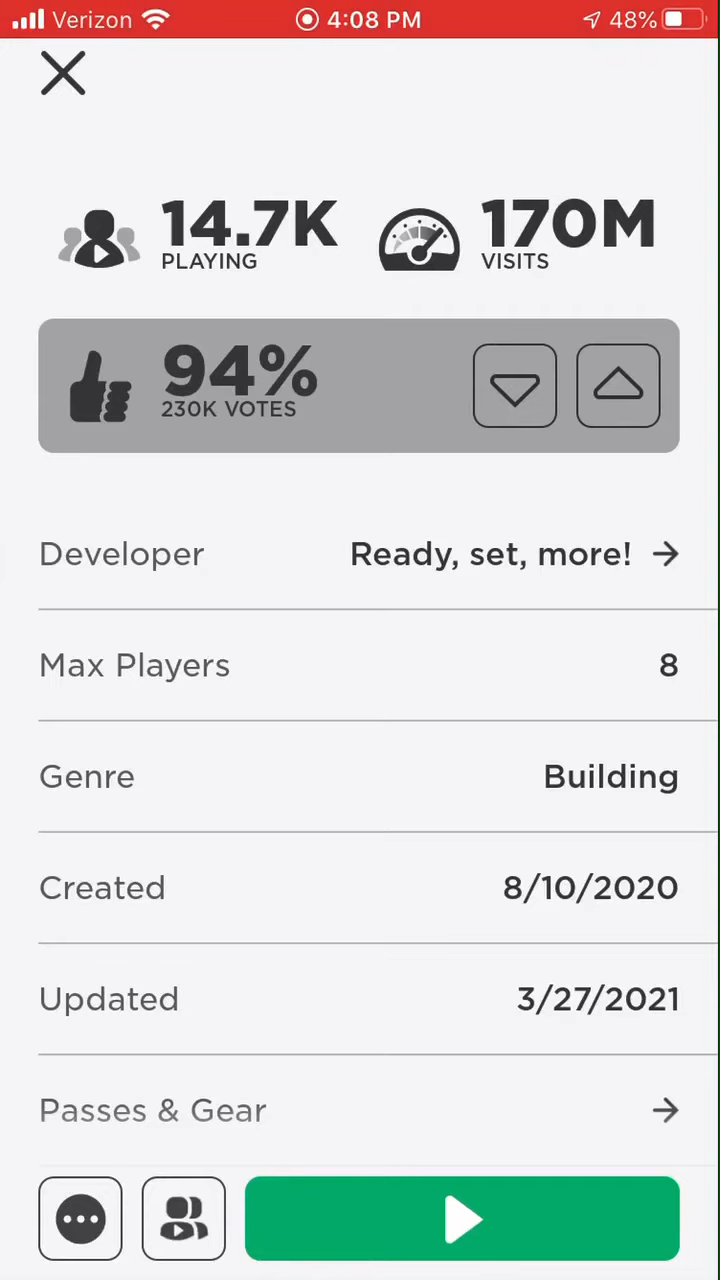 Verizon 4:08 PM 48%
14.7K 170M
PLAYING VISITS
94%
230K VOTES
Developer Ready, set, more!
Max Players 8
Genre Building
Created 8/10/2020
Updated 3/27/2021
Passes & Gear